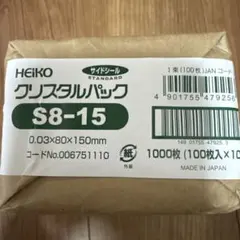 HEIKO
サイドシール
STANDARD
クリスタルパック
S8-15
0.03×80×150mm
コードNo.006751110
紙
1束(100枚)JANコード
4 901755 47925
1000枚 (100枚入×10
MADE IN JAPAN